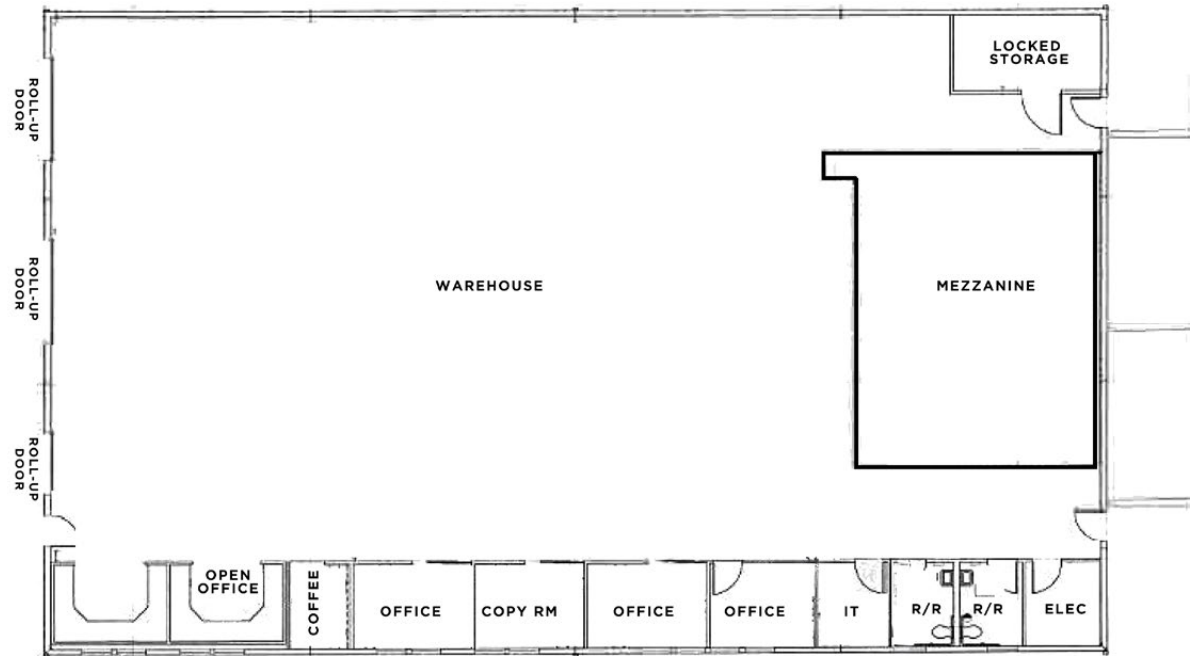 LOCKED
STORAGE
ROLL-UP
DOOR
ROLL-UP
DOOR
WAREHOUSE
MEZZANINE
ROLL-UP
DOOR
OPEN
OFFICE
COFFEE
OFFICE
COPY RM
OFFICE
OFFICE
IT
R/R
R/R
ELEC